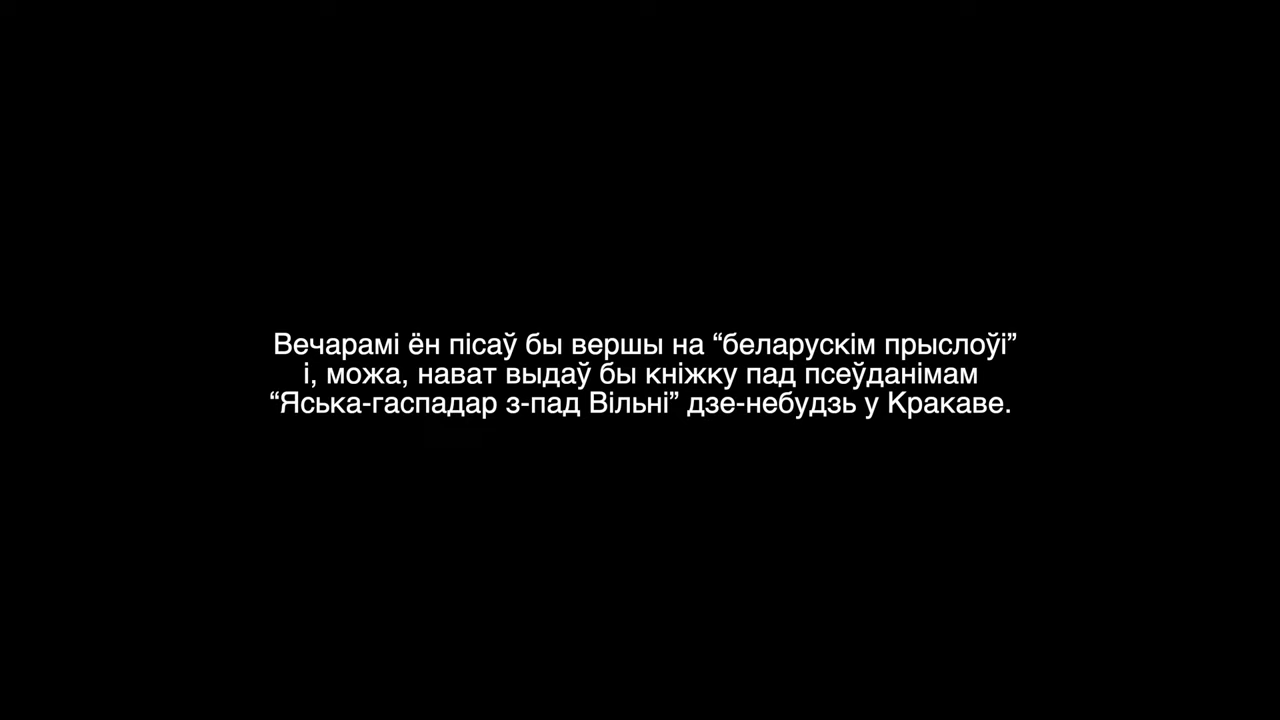 Вечарамі ён пісаў бы вершы на “беларускім прыслоўі”
і, можа, нават выдаў бы кніжку пад псеўданімам
“Яська-гаспадар з-пад Вільні” дзе-небудзь у Кракаве.